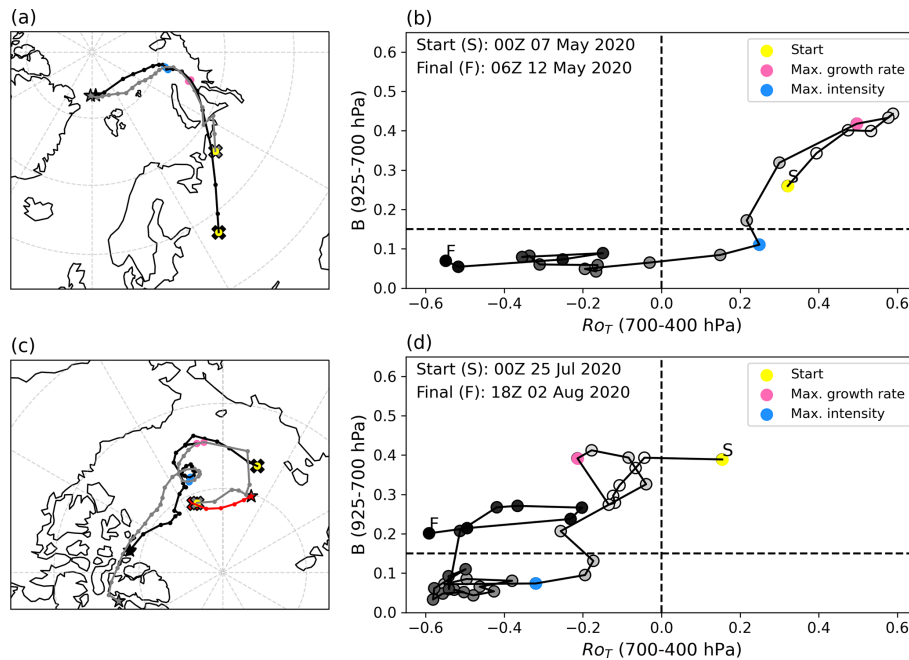 (a)
(b)
Start (S): 00Z 07 May 2020
Final (F): 06Z 12 May 2020
Start
Max. growth rate
Max. intensity
0.6
0.5
0.4
0.3
0.2
0.1
0.0
B (925-700 hPa)
S
F
−0.6 −0.4 −0.2 0.0 0.2 0.4 0.6
Ro_T (700-400 hPa)
(c)
(d)
Start (S): 00Z 25 Jul 2020
Final (F): 18Z 02 Aug 2020
Start
Max. growth rate
Max. intensity
0.6
0.5
0.4
0.3
0.2
0.1
0.0
B (925-700 hPa)
S
F
−0.6 −0.4 −0.2 0.0 0.2 0.4 0.6
Ro_T (700-400 hPa)